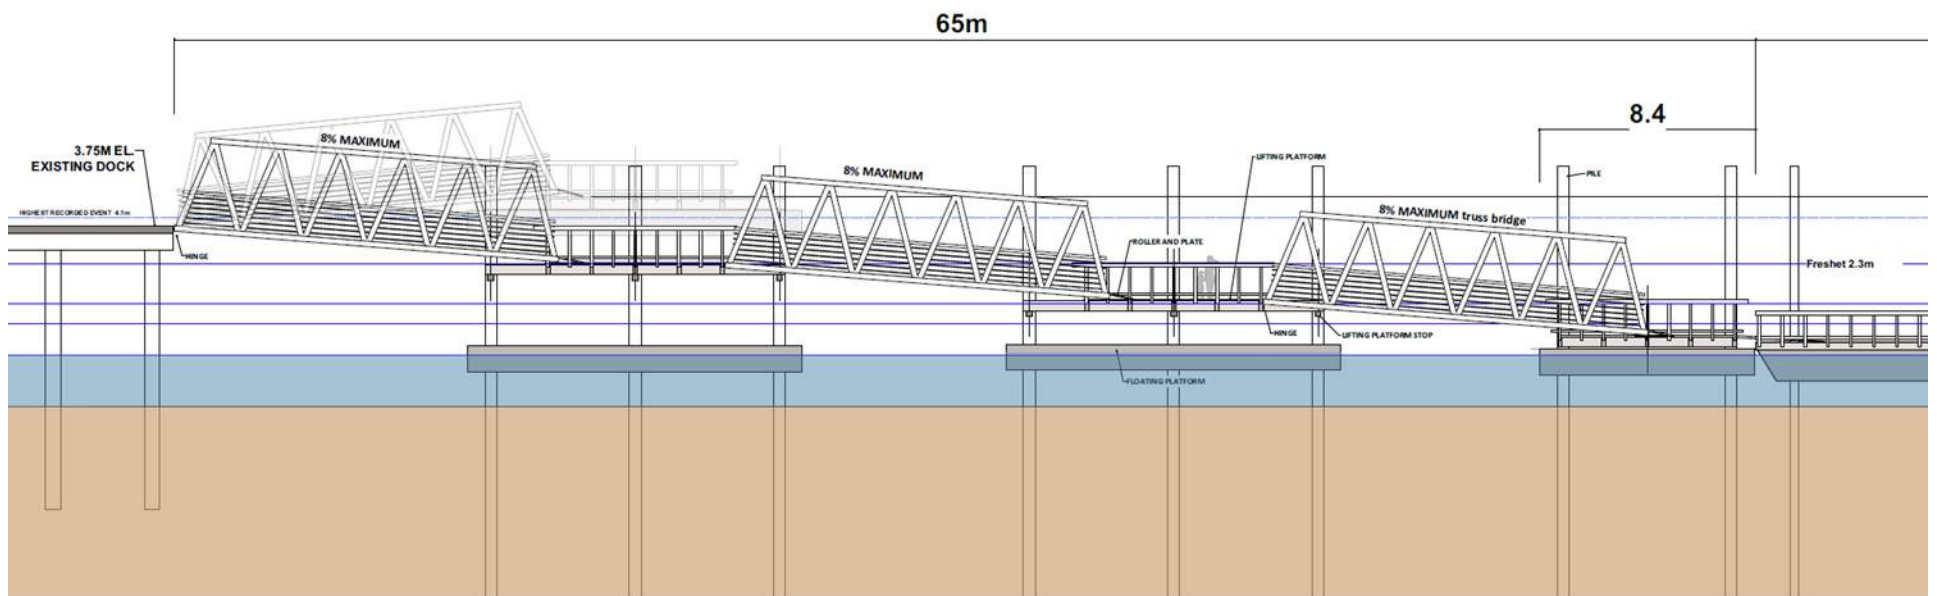 65m
8.4
8% MAXIMUM
3.75M EL.
EXISTING DOCK
LIFTING PLATFORM
8% MAXIMUM
PILE
HIGHEST RECORDED EVENT 4.1m
8% MAXIMUM truss bridge
ROLLER AND PLATE
HINGE
Freshet 2.3m
HINGE
LIFTING PLATFORM STOP
FLOATING PLATFORM